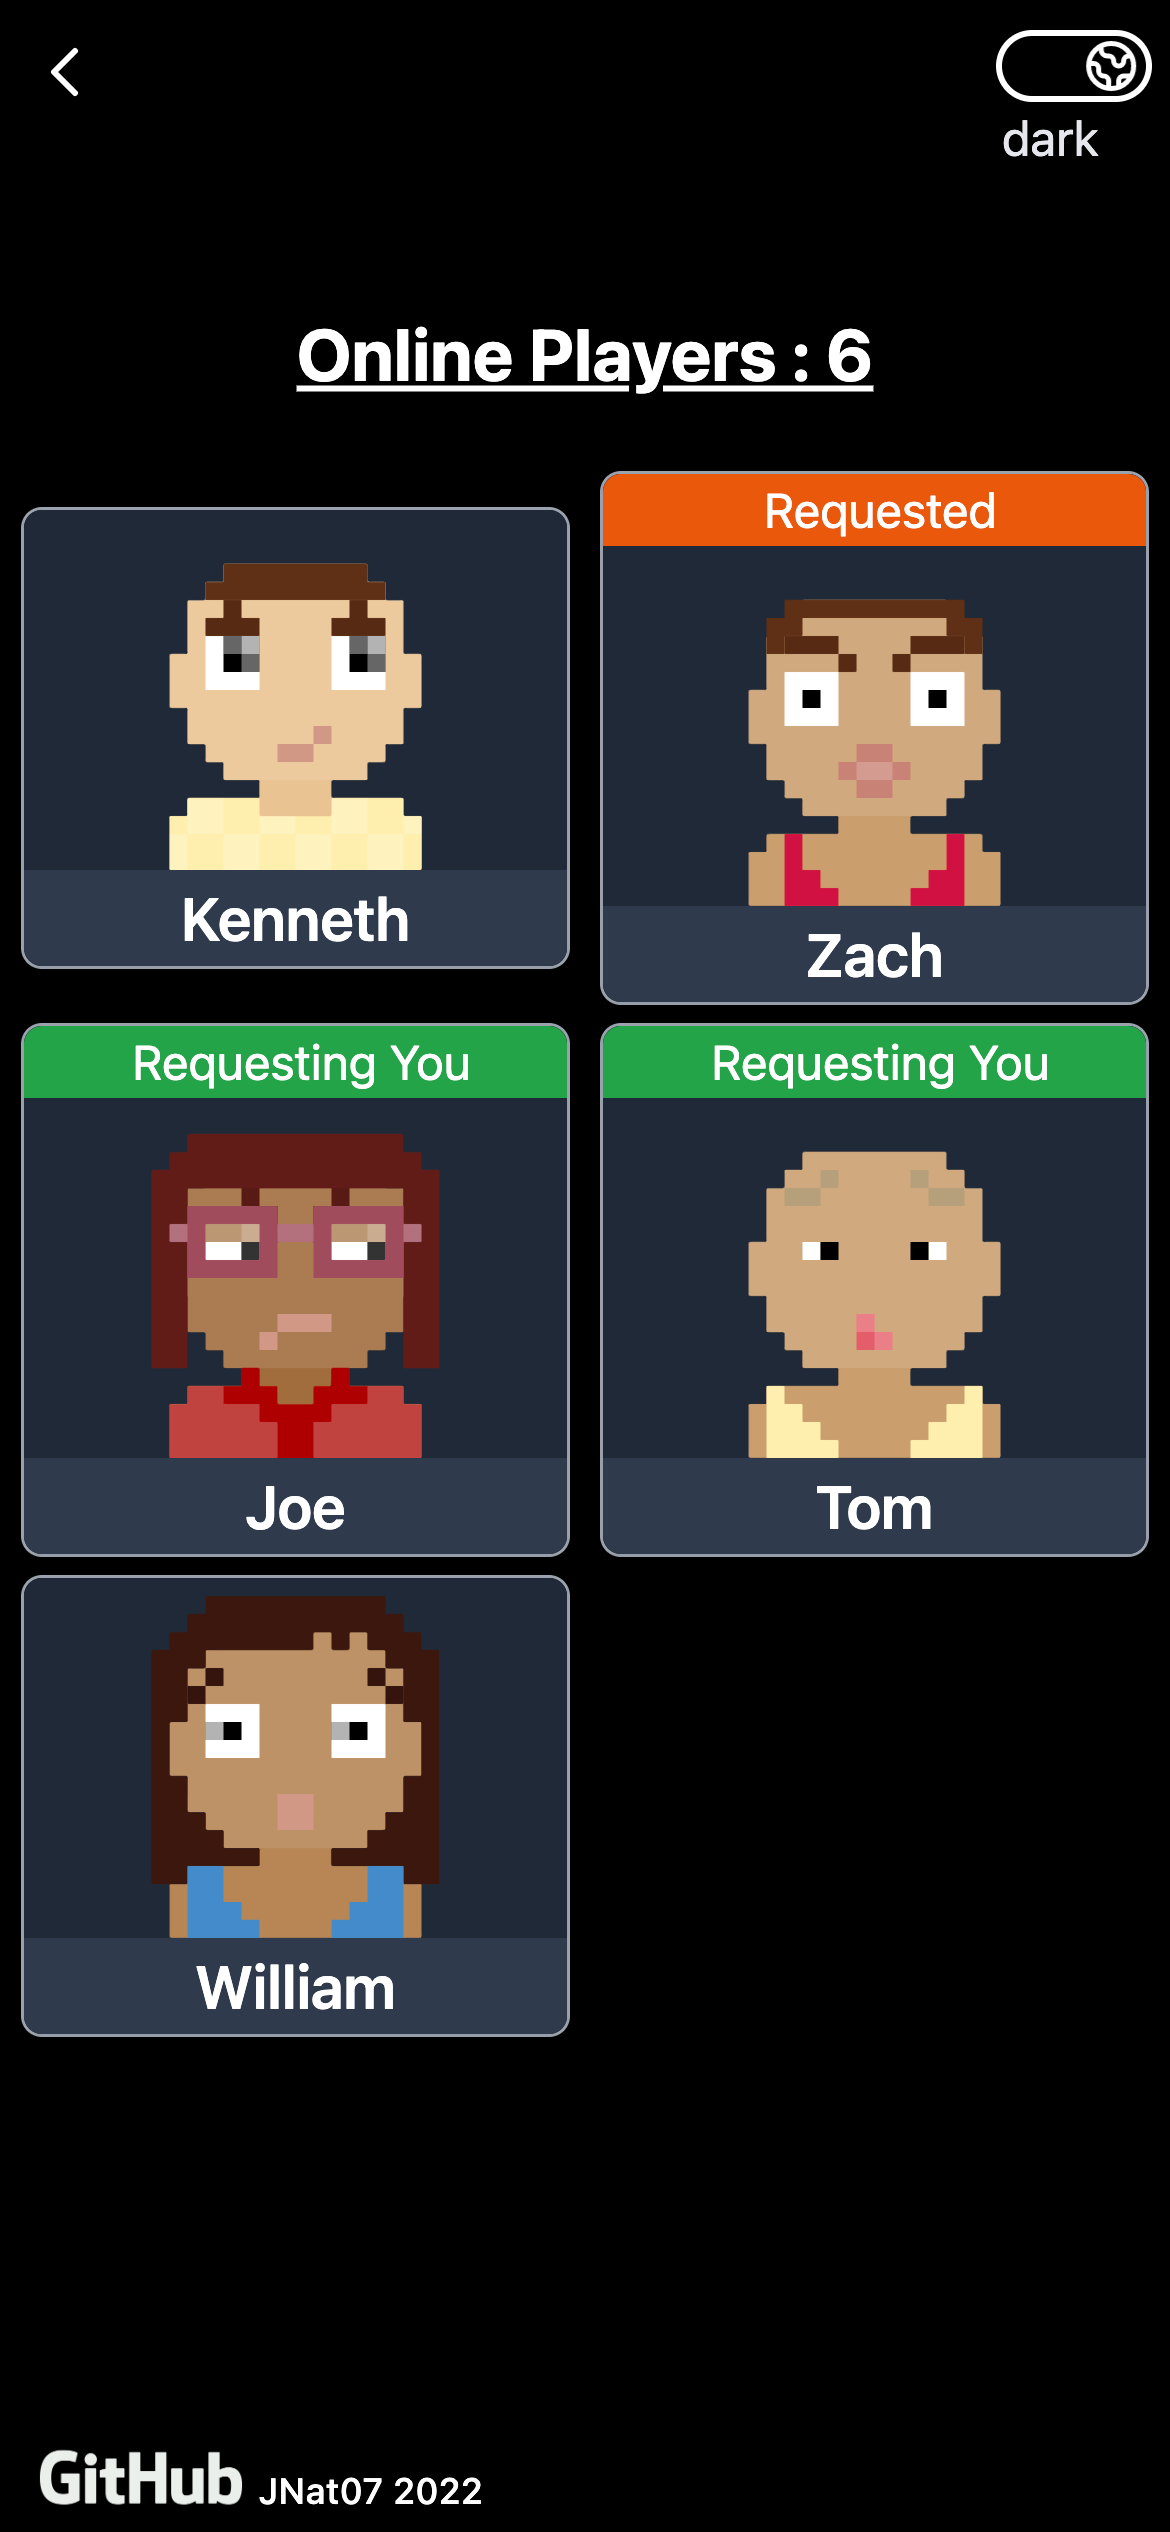 dark
Online Players : 6
Kenneth
Requested
Zach
Requesting You
Joe
Requesting You
Tom
William
GitHub JNat07 2022